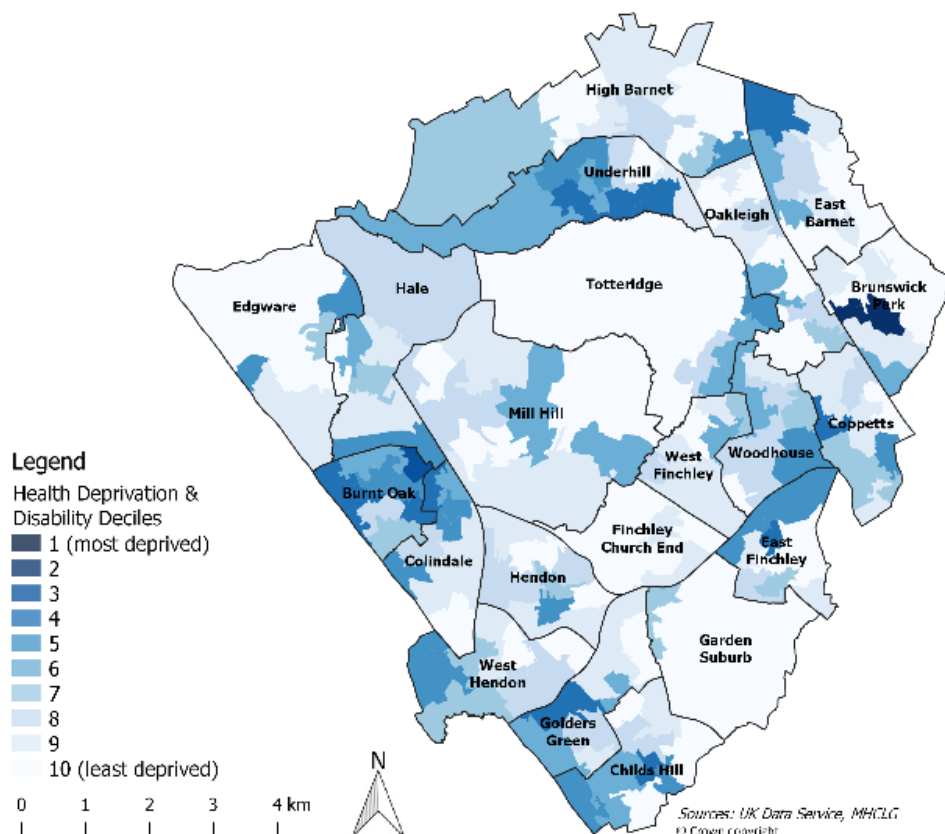 High Barnet
Underhill
Oakleigh
East
Barnet
Edgware
Hale
Totteridge
Brunswick
Park
Mill Hill
West
Finchley
Woodhouse
Coppetts
Burnt Oak
Colindale
Hendon
Finchley
Church End
East
Finchley
Garden
Suburb
West
Hendon
Golders
Green
Childs Hill
Legend
Health Deprivation &
Disability Deciles
1 (most deprived)
2
3
4
5
6
7
8
9
10 (least deprived)
0 1 2 3 4 km
N
Sources: UK Data Service, MHCLG
© Crown copyright